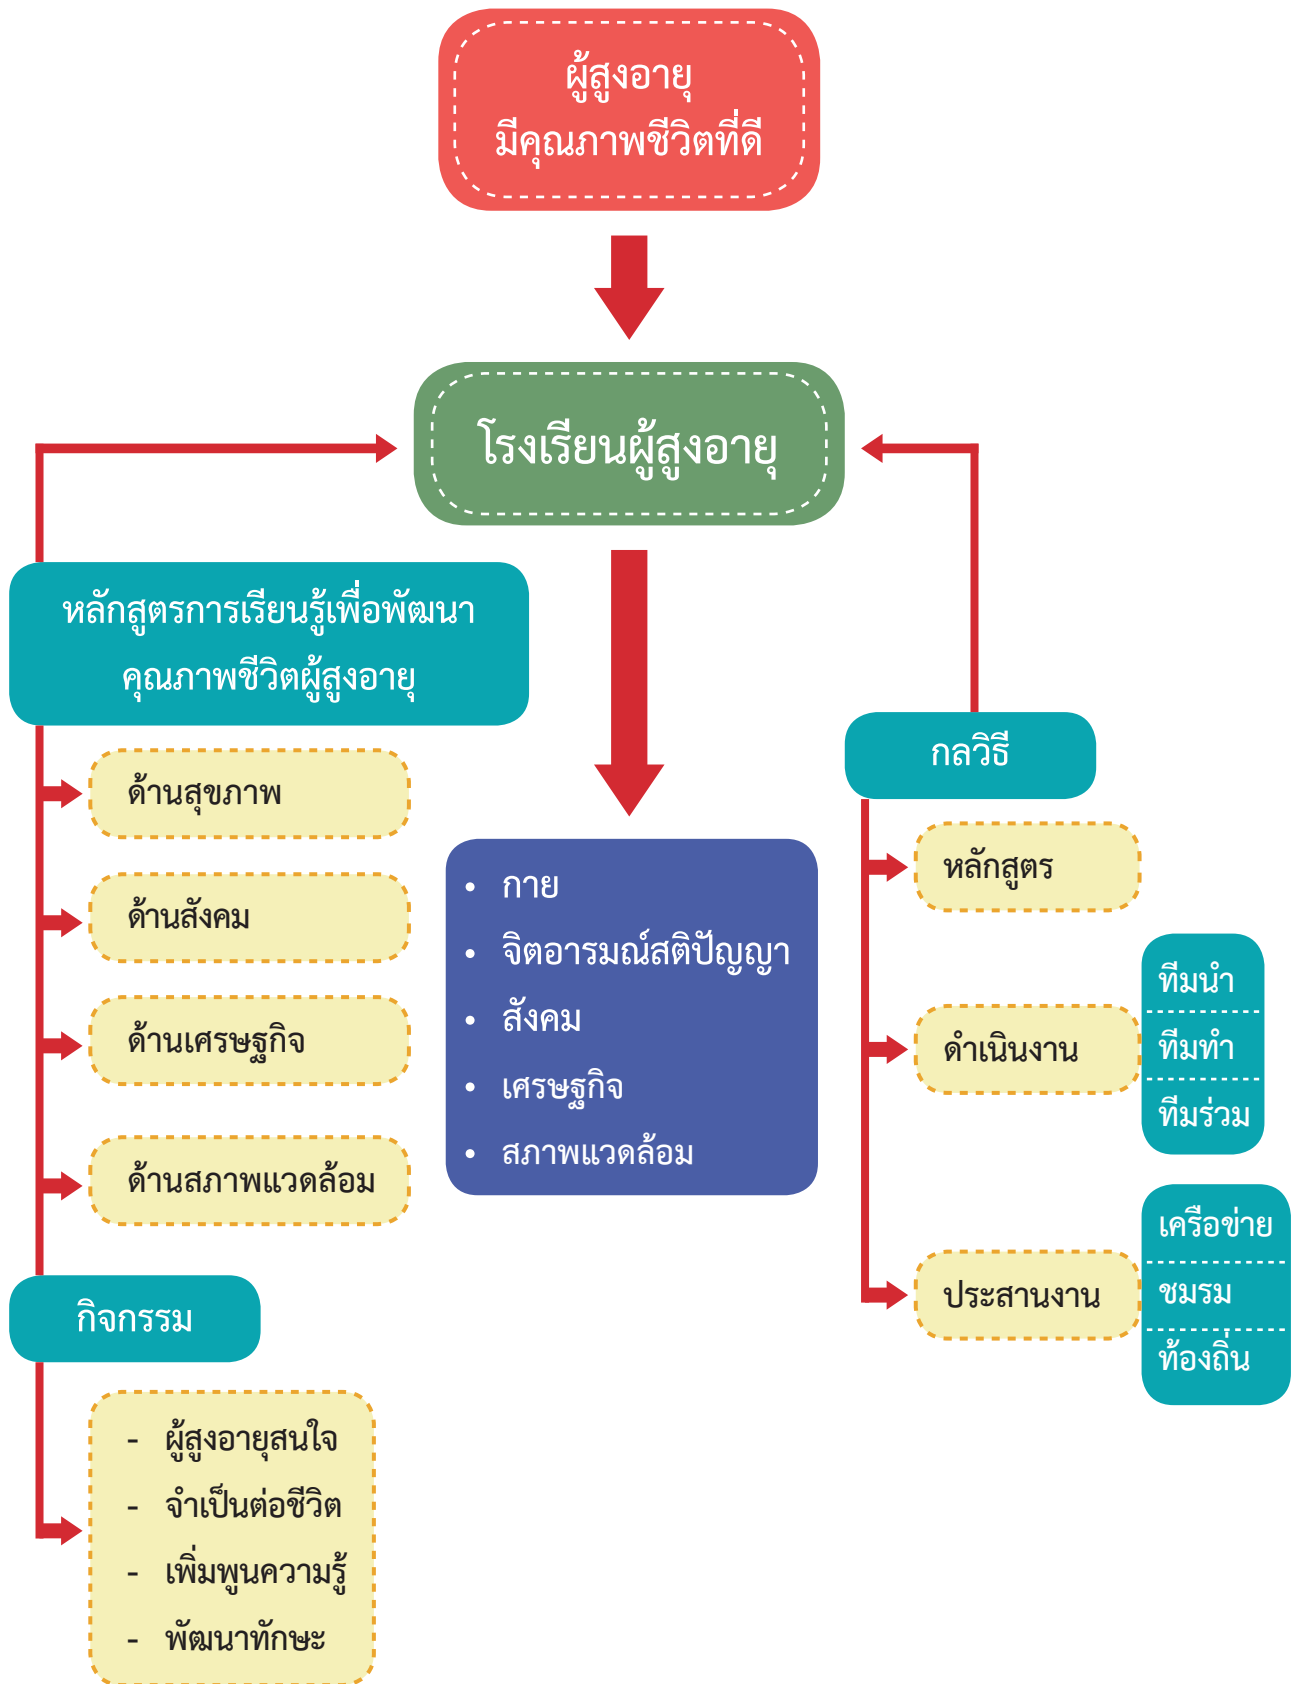 ผู้สูงอายุ
มีคุณภาพชีวิตที่ดี
โรงเรียนผู้สูงอายุ
หลักสูตรการเรียนรู้เพื่อพัฒนา
คุณภาพชีวิตผู้สูงอายุ
ด้านสุขภาพ
ด้านสังคม
ด้านเศรษฐกิจ
ด้านสภาพแวดล้อม
กิจกรรม
- ผู้สูงอายุสนใจ
- จำเป็นต่อชีวิต
- เพิ่มพูนความรู้
- พัฒนาทักษะ
• กาย
• จิตอารมณ์สติปัญญา
• สังคม
• เศรษฐกิจ
• สภาพแวดล้อม
กลวิธี
หลักสูตร
ดำเนินงาน
ทีมนำ
ทีมทำ
ทีมร่วม
ประสานงาน
เครือข่าย
ชมรม
ท้องถิ่น